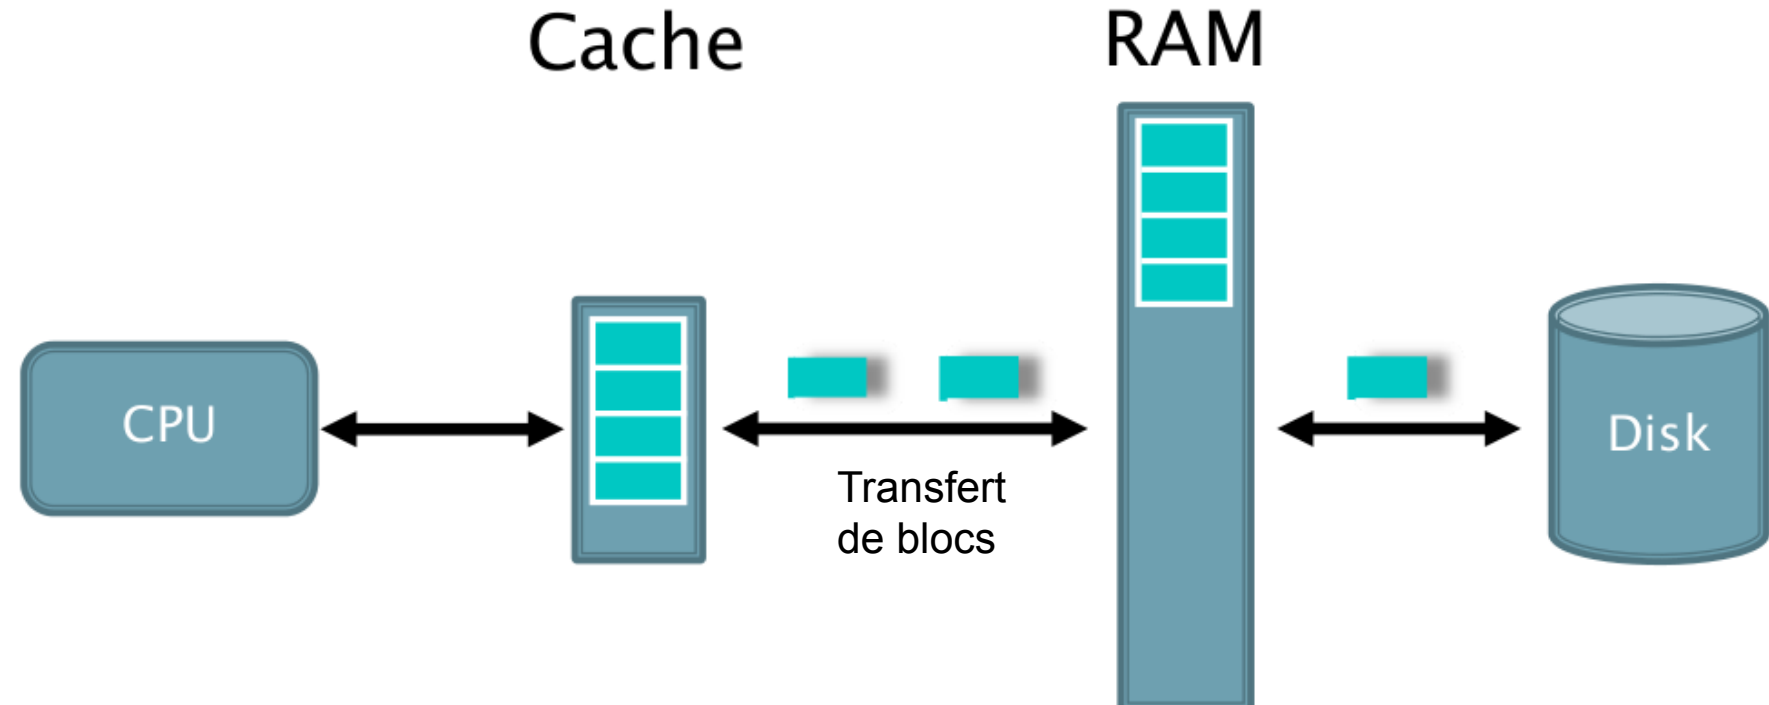 Cache
RAM
CPU
Transfert
de blocs
Disk